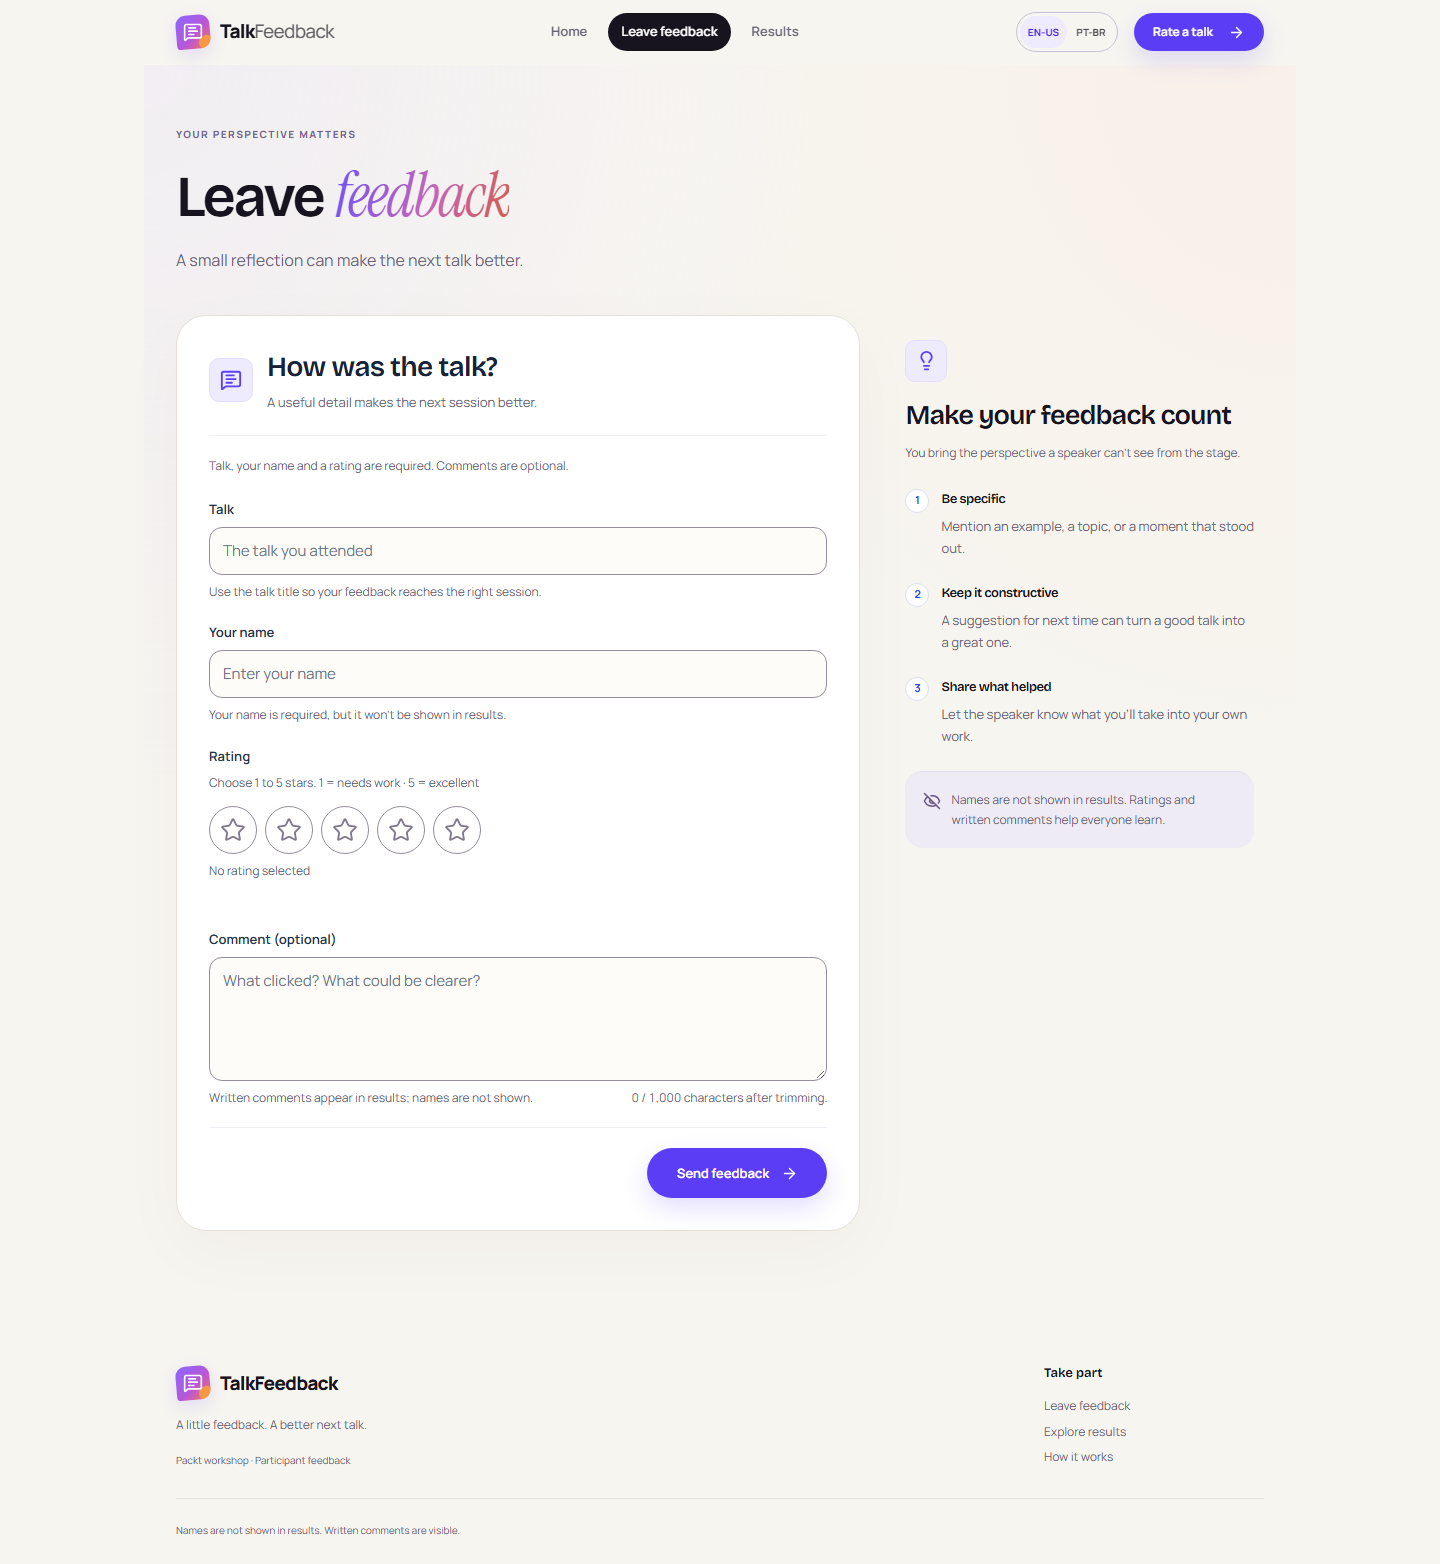 TalkFeedback
Home
Leave feedback
Results
EN-US
PT-BR
Rate a talk
YOUR PERSPECTIVE MATTERS
Leave feedback
A small reflection can make the next talk better.
How was the talk?
A useful detail makes the next session better.
Talk, your name and a rating are required. Comments are optional.
Talk
The talk you attended
Use the talk title so your feedback reaches the right session.
Your name
Enter your name
Your name is required, but it won't be shown in results.
Rating
Choose 1 to 5 stars. 1 = needs work · 5 = excellent
No rating selected
Comment (optional)
What clicked? What could be clearer?
Written comments appear in results; names are not shown.
0 / 1,000 characters after trimming.
Send feedback
Make your feedback count
You bring the perspective a speaker can't see from the stage.
1
Be specific
Mention an example, a topic, or a moment that stood
out.
2
Keep it constructive
A suggestion for next time can turn a good talk into
a great one.
3
Share what helped
Let the speaker know what you'll take into your own
work.
Names are not shown in results. Ratings and
written comments help everyone learn.
TalkFeedback
A little feedback. A better next talk.
Packt workshop · Participant feedback
Take part
Leave feedback
Explore results
How it works
Names are not shown in results. Written comments are visible.